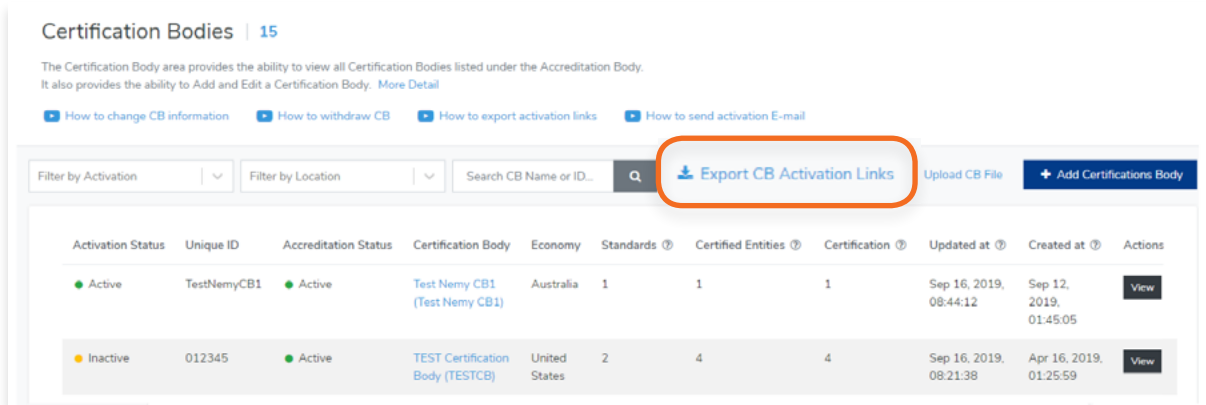 Certification Bodies | 15
The Certification Body area provides the ability to view all Certification Bodies listed under the Accreditation Body.
It also provides the ability to Add and Edit a Certification Body. More Detail
How to change CB information How to withdraw CB How to export activation links How to send activation E-mail
Filter by Activation Filter by Location Search CB Name or ID... Export CB Activation Links Upload CB File + Add Certifications Body
Activation Status Unique ID Accreditation Status Certification Body Economy Standards ? Certified Entities ? Certification ? Updated at ? Created at ? Actions
Active TestNemyCB1 Active Test Nemy CB1 Australia 1 1 1 Sep 16, 2019, Sep 12, View
(Test Nemy CB1) 08:44:12 2019,
01:45:05
Inactive 012345 Active TEST Certification United 2 4 4 Sep 16, 2019, Apr 16, 2019, View
Body (TESTCB) States 08:21:38 01:25:59